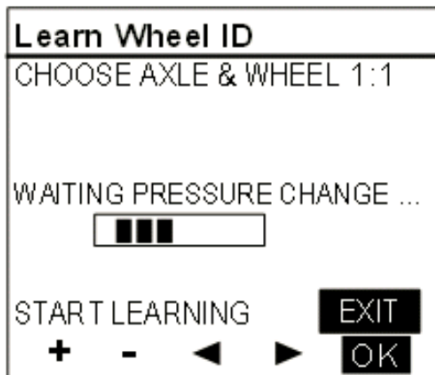 Learn Wheel ID
CHOOSE AXLE & WHEEL 1:1
WAITING PRESSURE CHANGE ...
START LEARNING EXIT
+ - ◀ ▶ OK